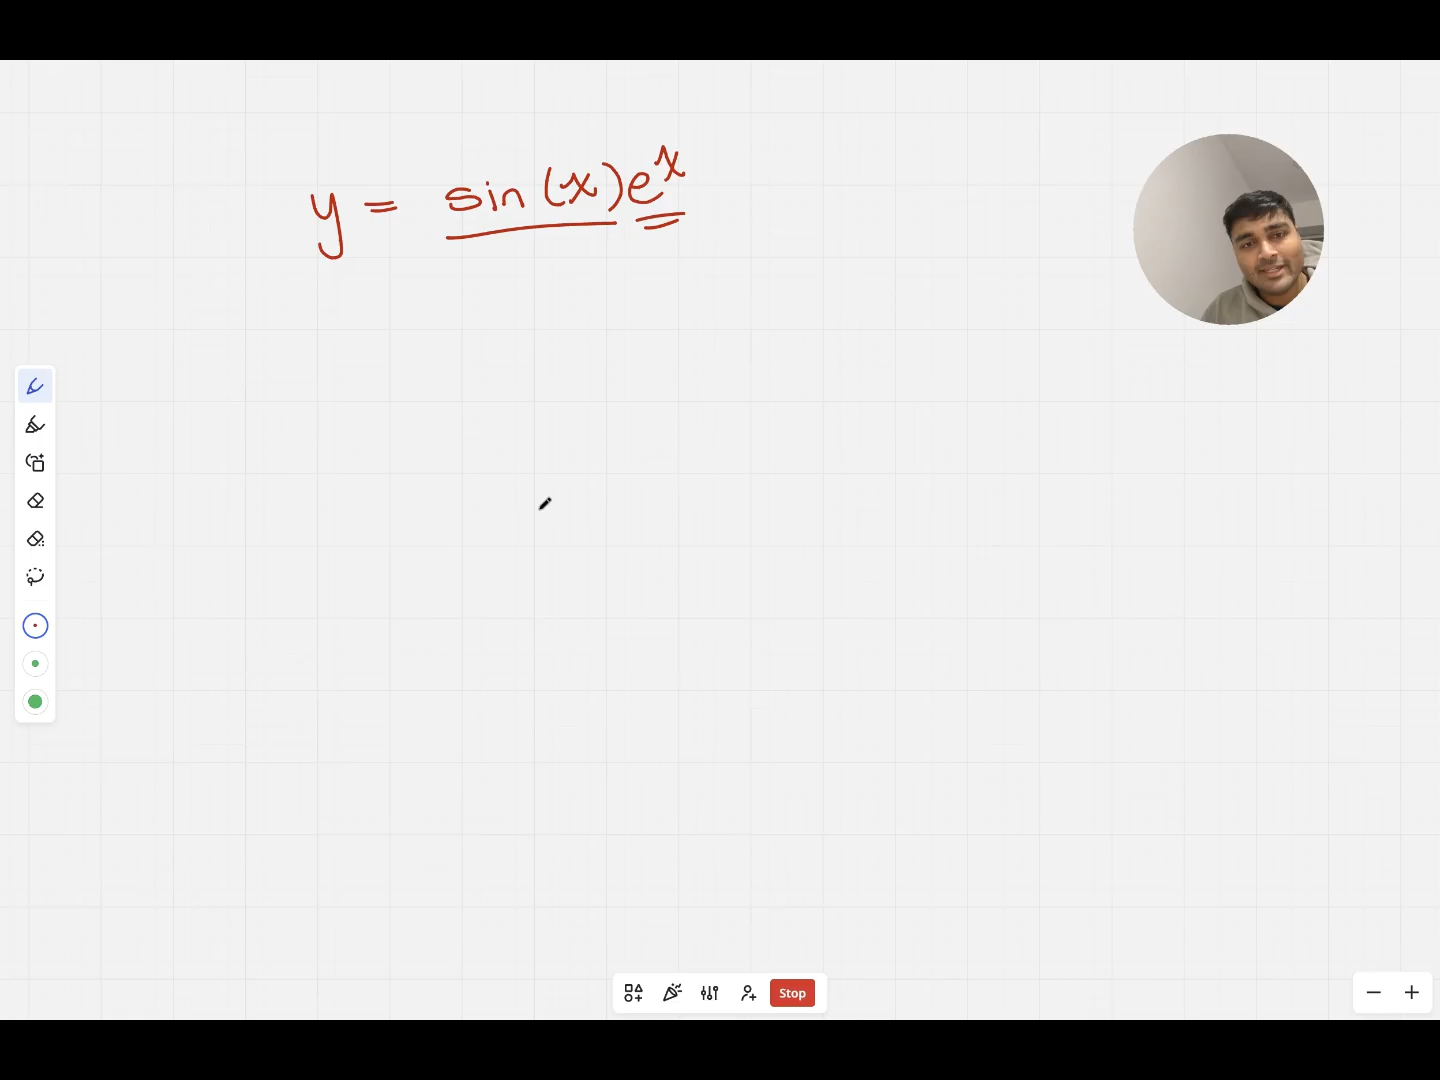 y = sin(x)e^x
Stop